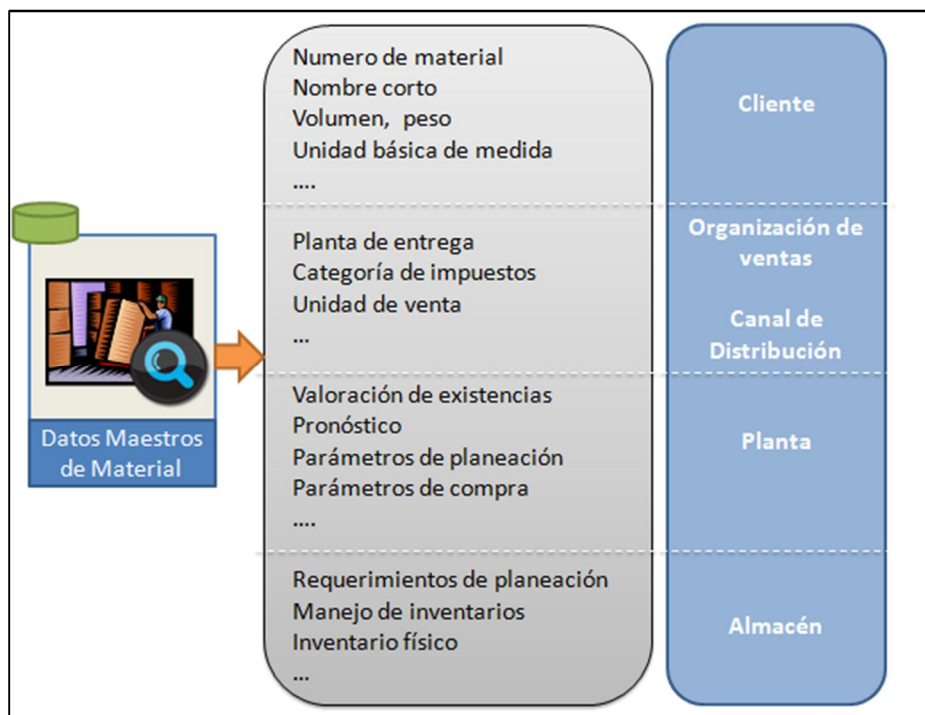 Numero de material
Nombre corto
Volumen, peso
Unidad básica de medida
....
Cliente
Planta de entrega
Categoría de impuestos
Unidad de venta
...
Organización de
ventas
Canal de
Distribución
Datos Maestros
de Material
Valoración de existencias
Pronóstico
Parámetros de planeación
Parámetros de compra
....
Planta
Requerimientos de planeación
Manejo de inventarios
Inventario físico
...
Almacén